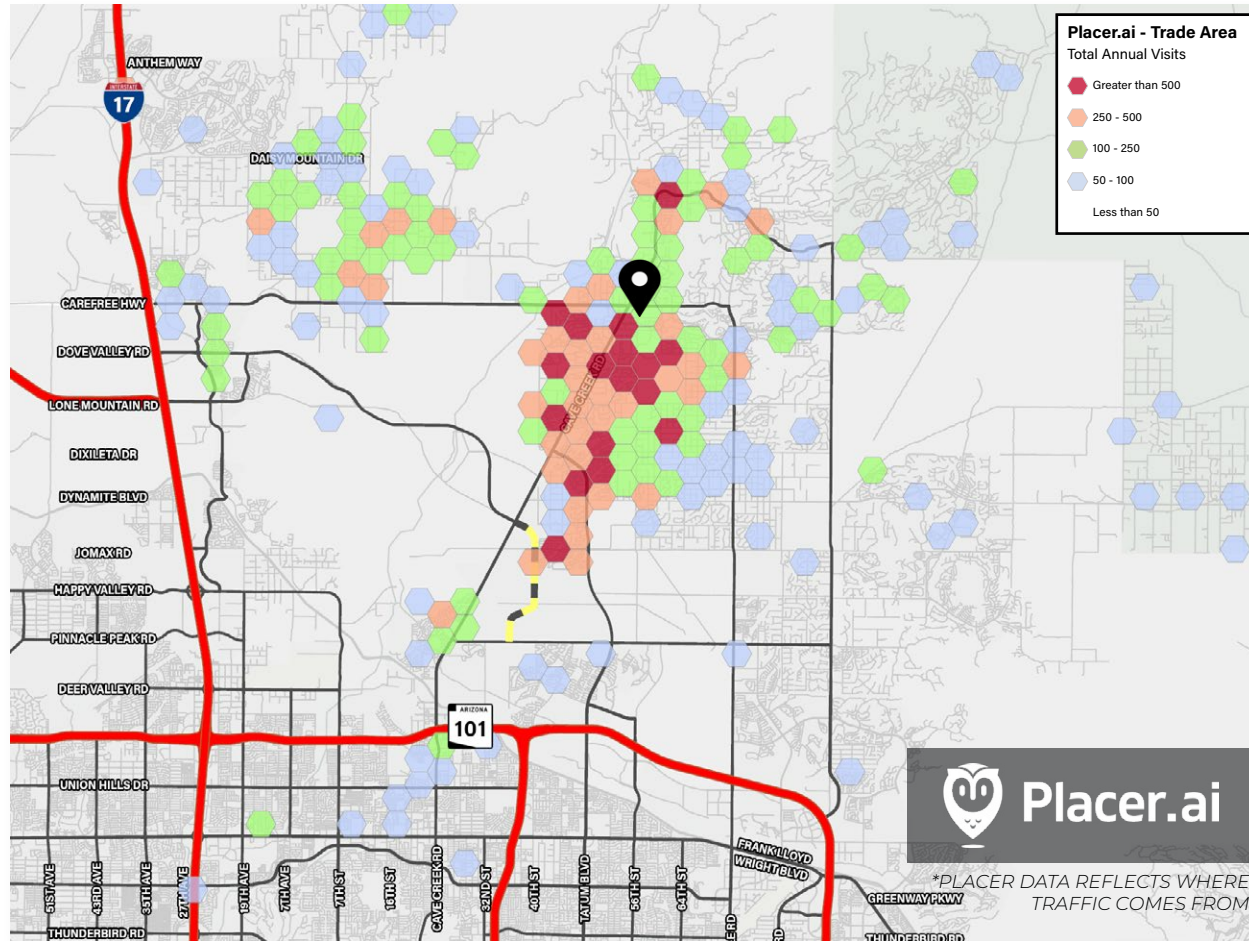 Placer.ai - Trade Area
Total Annual Visits
Greater than 500
250 - 500
100 - 250
50 - 100
Less than 50
ANTHEM WAY
INTERSTATE
17
DAISY MOUNTAIN DR
CAREFREE HWY
DOVE VALLEY RD
LONE MOUNTAIN RD
CAVE CREEK RD
DIXILETA DR
DYNAMITE BLVD
JOMAX RD
HAPPY VALLEY RD
PINNACLE PEAK RD
DEER VALLEY RD
ARIZONA
101
UNION HILLS DR
Placer.ai
FRANK LLOYD
WRIGHT BLVD
*PLACER DATA REFLECTS WHERE
TRAFFIC COMES FROM
51ST AVE
43RD AVE
35TH AVE
27TH AVE
19TH AVE
7TH AVE
7TH ST
16TH ST
CAVE CREEK RD
32ND ST
40TH ST
TATUM BLVD
56TH ST
64TH ST
E RD
RD
GREENWAY PKWY
THUNDERBIRD RD
THUNDERBIRD RD